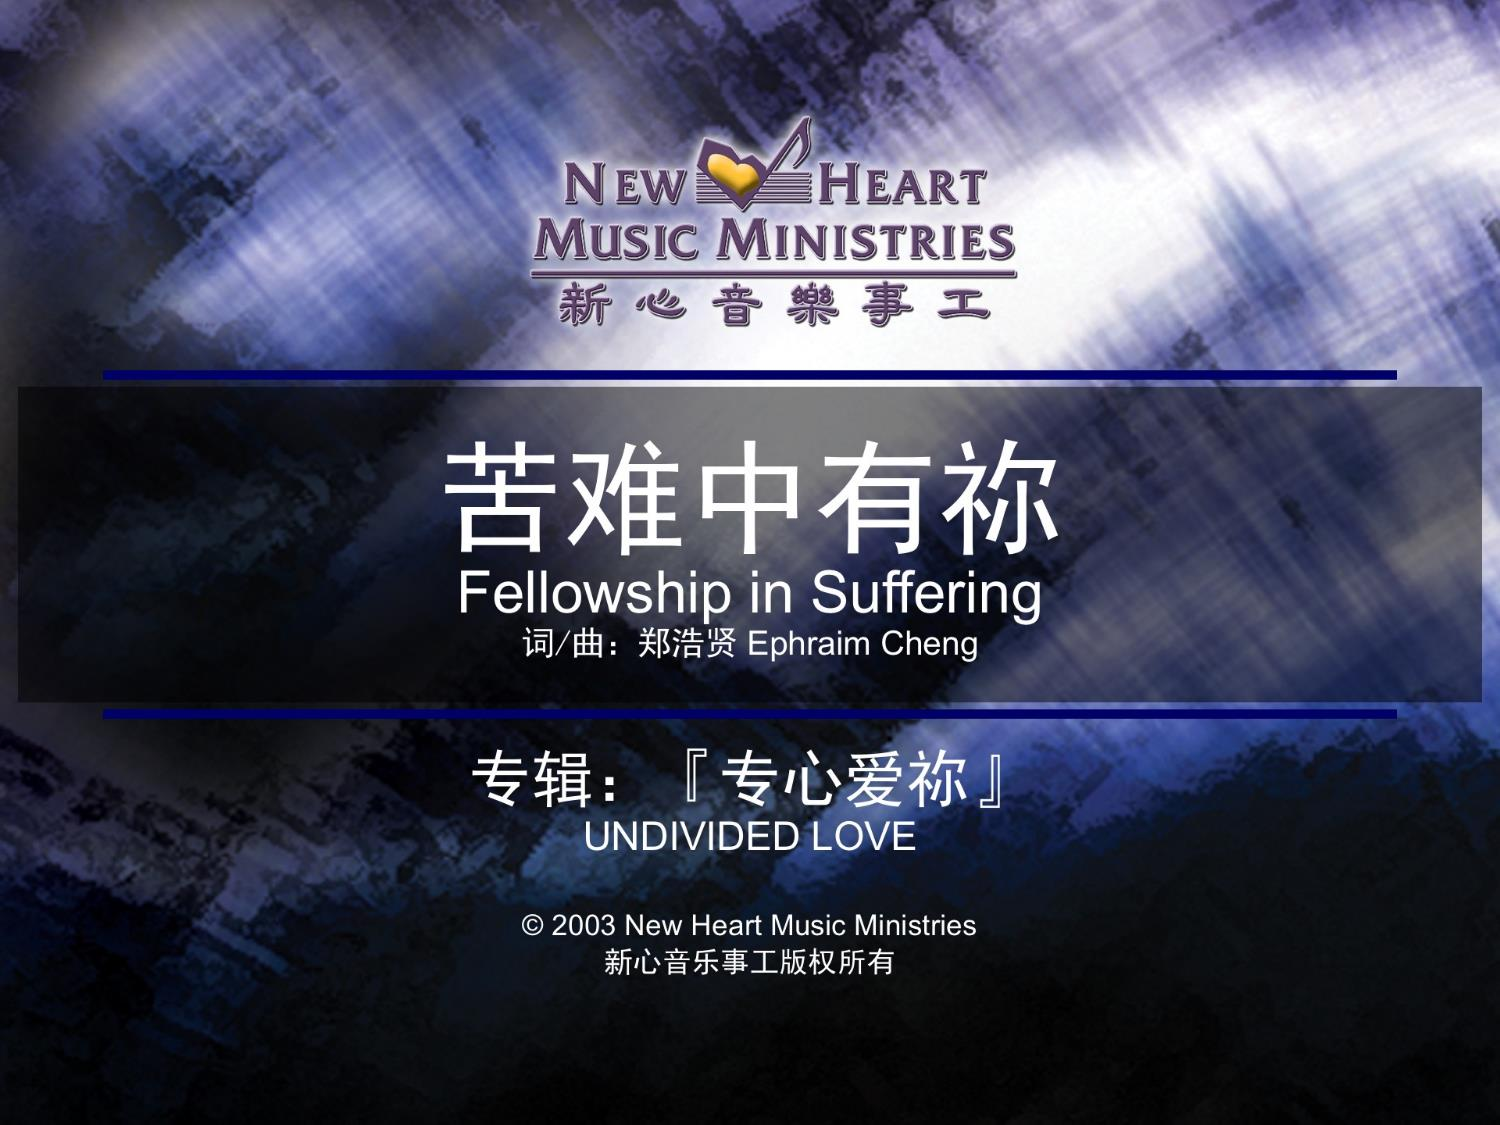 NEW HEART
MUSIC MINISTRIES
新心音樂事工
苦难中有祢
Fellowship in Suffering
词/曲：郑浩贤 Ephraim Cheng
专辑：『专心爱祢』
UNDIVIDED LOVE
© 2003 New Heart Music Ministries
新心音乐事工版权所有